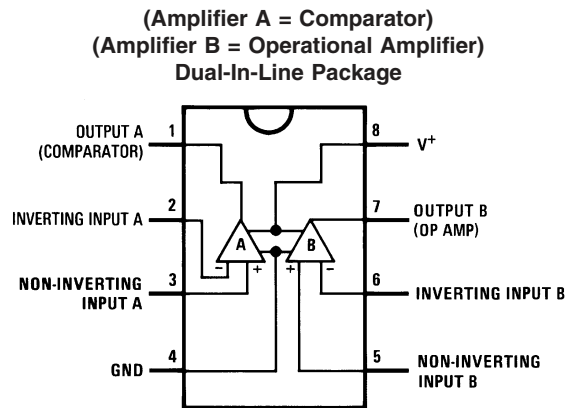 (Amplifier A = Comparator)
(Amplifier B = Operational Amplifier)
Dual-In-Line Package
OUTPUT A
(COMPARATOR)
1
8
V+
2
INVERTING INPUT A
7
OUTPUT B
(OP AMP)
A
B
-
+
+
-
NON-INVERTING
INPUT A
3
6
INVERTING INPUT B
GND
4
5
NON-INVERTING
INPUT B